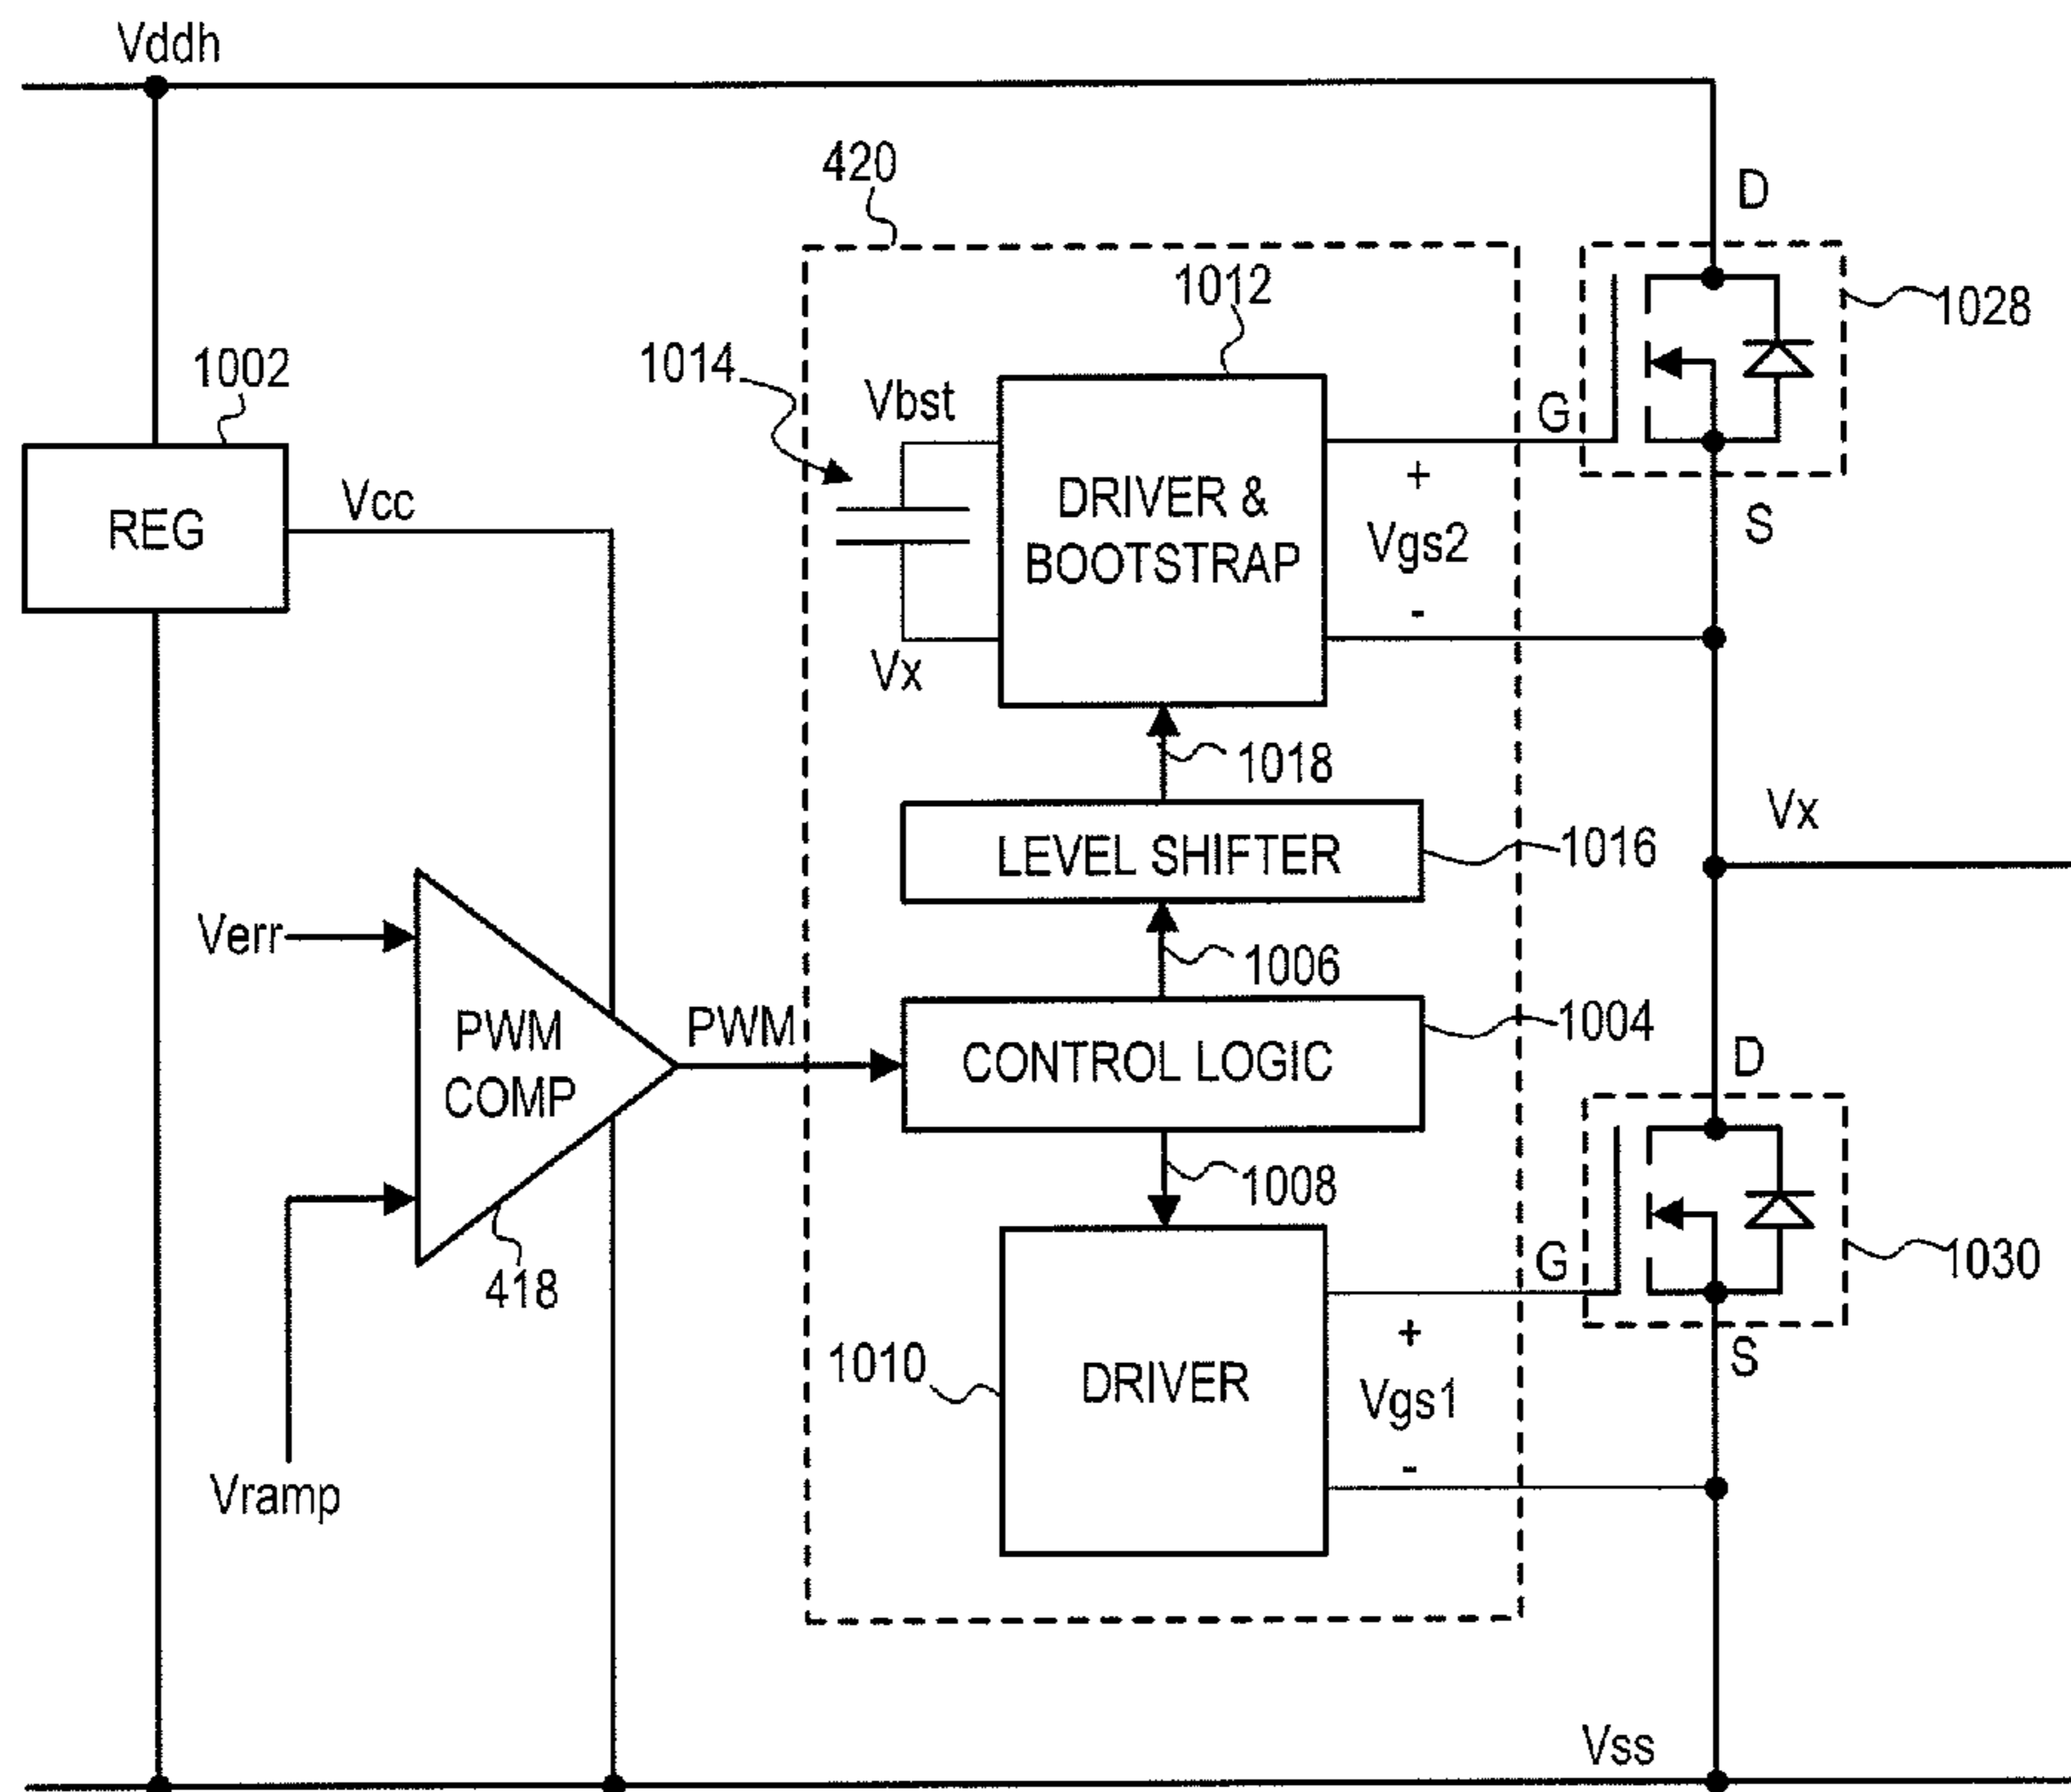 Vddh
420
D
1012
1028
1002
1014
Vbst
G
+
REG
Vcc
DRIVER &
BOOTSTRAP
Vgs2
S
-
Vx
1018
Vx
LEVEL SHIFTER
1016
Verr
1006
PWM
COMP
PWM
CONTROL LOGIC
1004
D
1008
418
G
1030
+
1010
DRIVER
Vgs1
S
-
Vramp
Vss